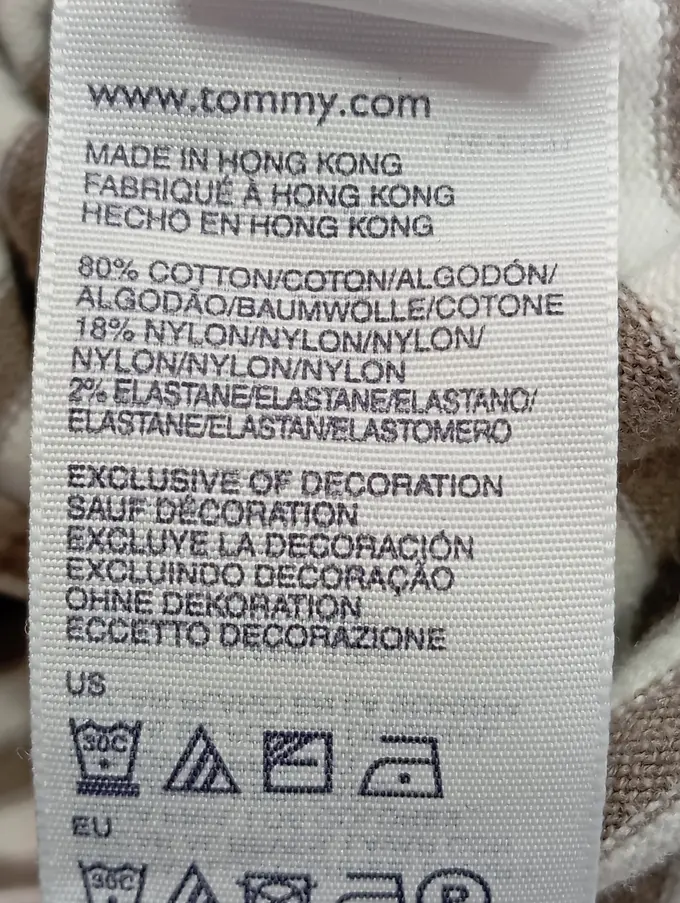 www.tommy.com
MADE IN HONG KONG
FABRIQUÉ À HONG KONG
HECHO EN HONG KONG
80% COTTON/COTON/ALGODÓN/
ALGODÃO/BAUMWOLLE/COTONE
18% NYLON/NYLON/NYLON/
NYLON/NYLON/NYLON
2% ELASTANE/ELASTANE/ELASTANO/
ELASTANE/ELASTAN/ELASTOMERO
EXCLUSIVE OF DECORATION
SAUF DÉCORATION
EXCLUYE LA DECORACIÓN
EXCLUINDO DECORAÇÃO
OHNE DEKORATION
ECCETTO DECORAZIONE
US
30C
EU
30C
P